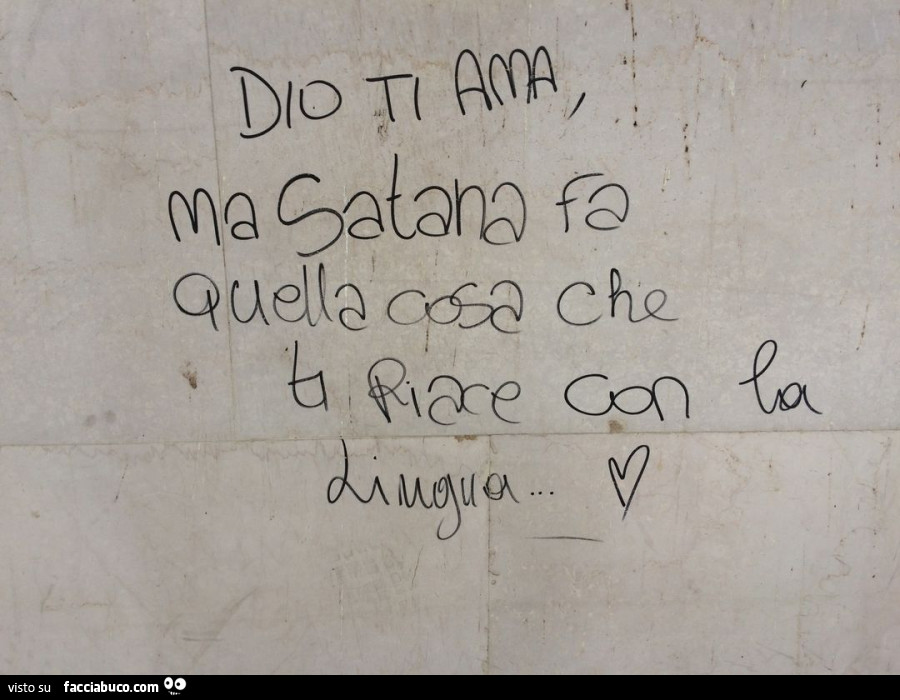 DIO TI AMA,
ma Satana fa
quella cosa che
ti piace con la
Lingua... ♡
visto su facciabuco.com